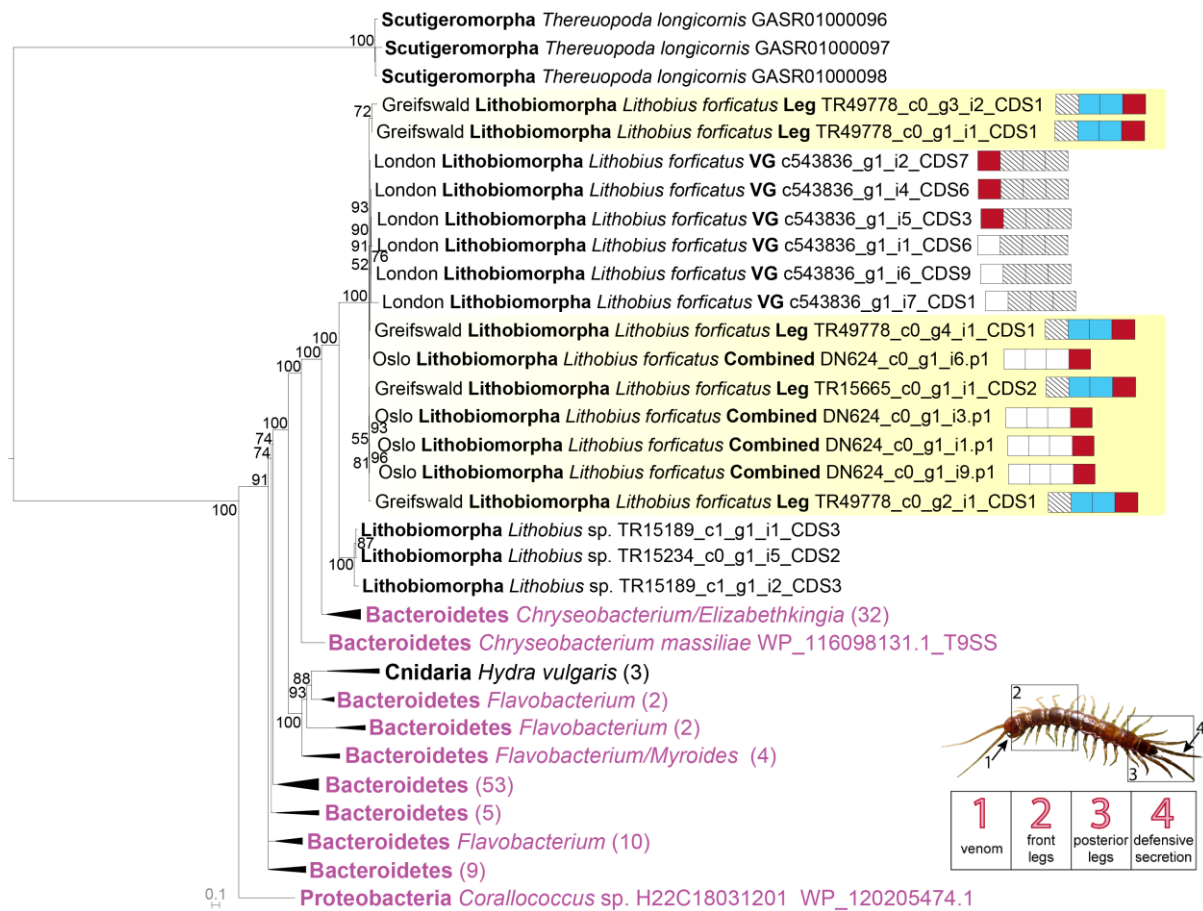 Scutigeromorpha Thereuopoda longicornis GASR01000096
100
Scutigeromorpha Thereuopoda longicornis GASR01000097
Scutigeromorpha Thereuopoda longicornis GASR01000098
72
Greifswald Lithobiomorpha Lithobius forficatus Leg TR49778_c0_g3_i2_CDS1
Greifswald Lithobiomorpha Lithobius forficatus Leg TR49778_c0_g1_i1_CDS1
London Lithobiomorpha Lithobius forficatus VG c543836_g1_i2_CDS7
London Lithobiomorpha Lithobius forficatus VG c543836_g1_i4_CDS6
93
London Lithobiomorpha Lithobius forficatus VG c543836_g1_i5_CDS3
90
91
London Lithobiomorpha Lithobius forficatus VG c543836_g1_i1_CDS6
76
52
London Lithobiomorpha Lithobius forficatus VG c543836_g1_i6_CDS9
100
London Lithobiomorpha Lithobius forficatus VG c543836_g1_i7_CDS1
Greifswald Lithobiomorpha Lithobius forficatus Leg TR49778_c0_g4_i1_CDS1
100
100
Oslo Lithobiomorpha Lithobius forficatus Combined DN624_c0_g1_i6.p1
Greifswald Lithobiomorpha Lithobius forficatus Leg TR15665_c0_g1_i1_CDS2
100
Oslo Lithobiomorpha Lithobius forficatus Combined DN624_c0_g1_i3.p1
93
74
55
Oslo Lithobiomorpha Lithobius forficatus Combined DN624_c0_g1_i1.p1
74
81
96
Oslo Lithobiomorpha Lithobius forficatus Combined DN624_c0_g1_i9.p1
91
100
Greifswald Lithobiomorpha Lithobius forficatus Leg TR49778_c0_g2_i1_CDS1
Lithobiomorpha Lithobius sp. TR15189_c1_g1_i1_CDS3
87
100
Lithobiomorpha Lithobius sp. TR15234_c0_g1_i5_CDS2
Lithobiomorpha Lithobius sp. TR15189_c1_g1_i2_CDS3
Bacteroidetes Chryseobacterium/Elizabethkingia (32)
Bacteroidetes Chryseobacterium massiliae WP_116098131.1_T9SS
Cnidaria Hydra vulgaris (3)
88
93
Bacteroidetes Flavobacterium (2)
100
Bacteroidetes Flavobacterium (2)
Bacteroidetes Flavobacterium/Myroides (4)
Bacteroidetes (53)
Bacteroidetes (5)
Bacteroidetes Flavobacterium (10)
Bacteroidetes (9)
0.1
Proteobacteria Corallococcus sp. H22C18031201 WP_120205474.1
2
4
1
3
1 2 3 4
venom
front legs
posterior legs
defensive secretion